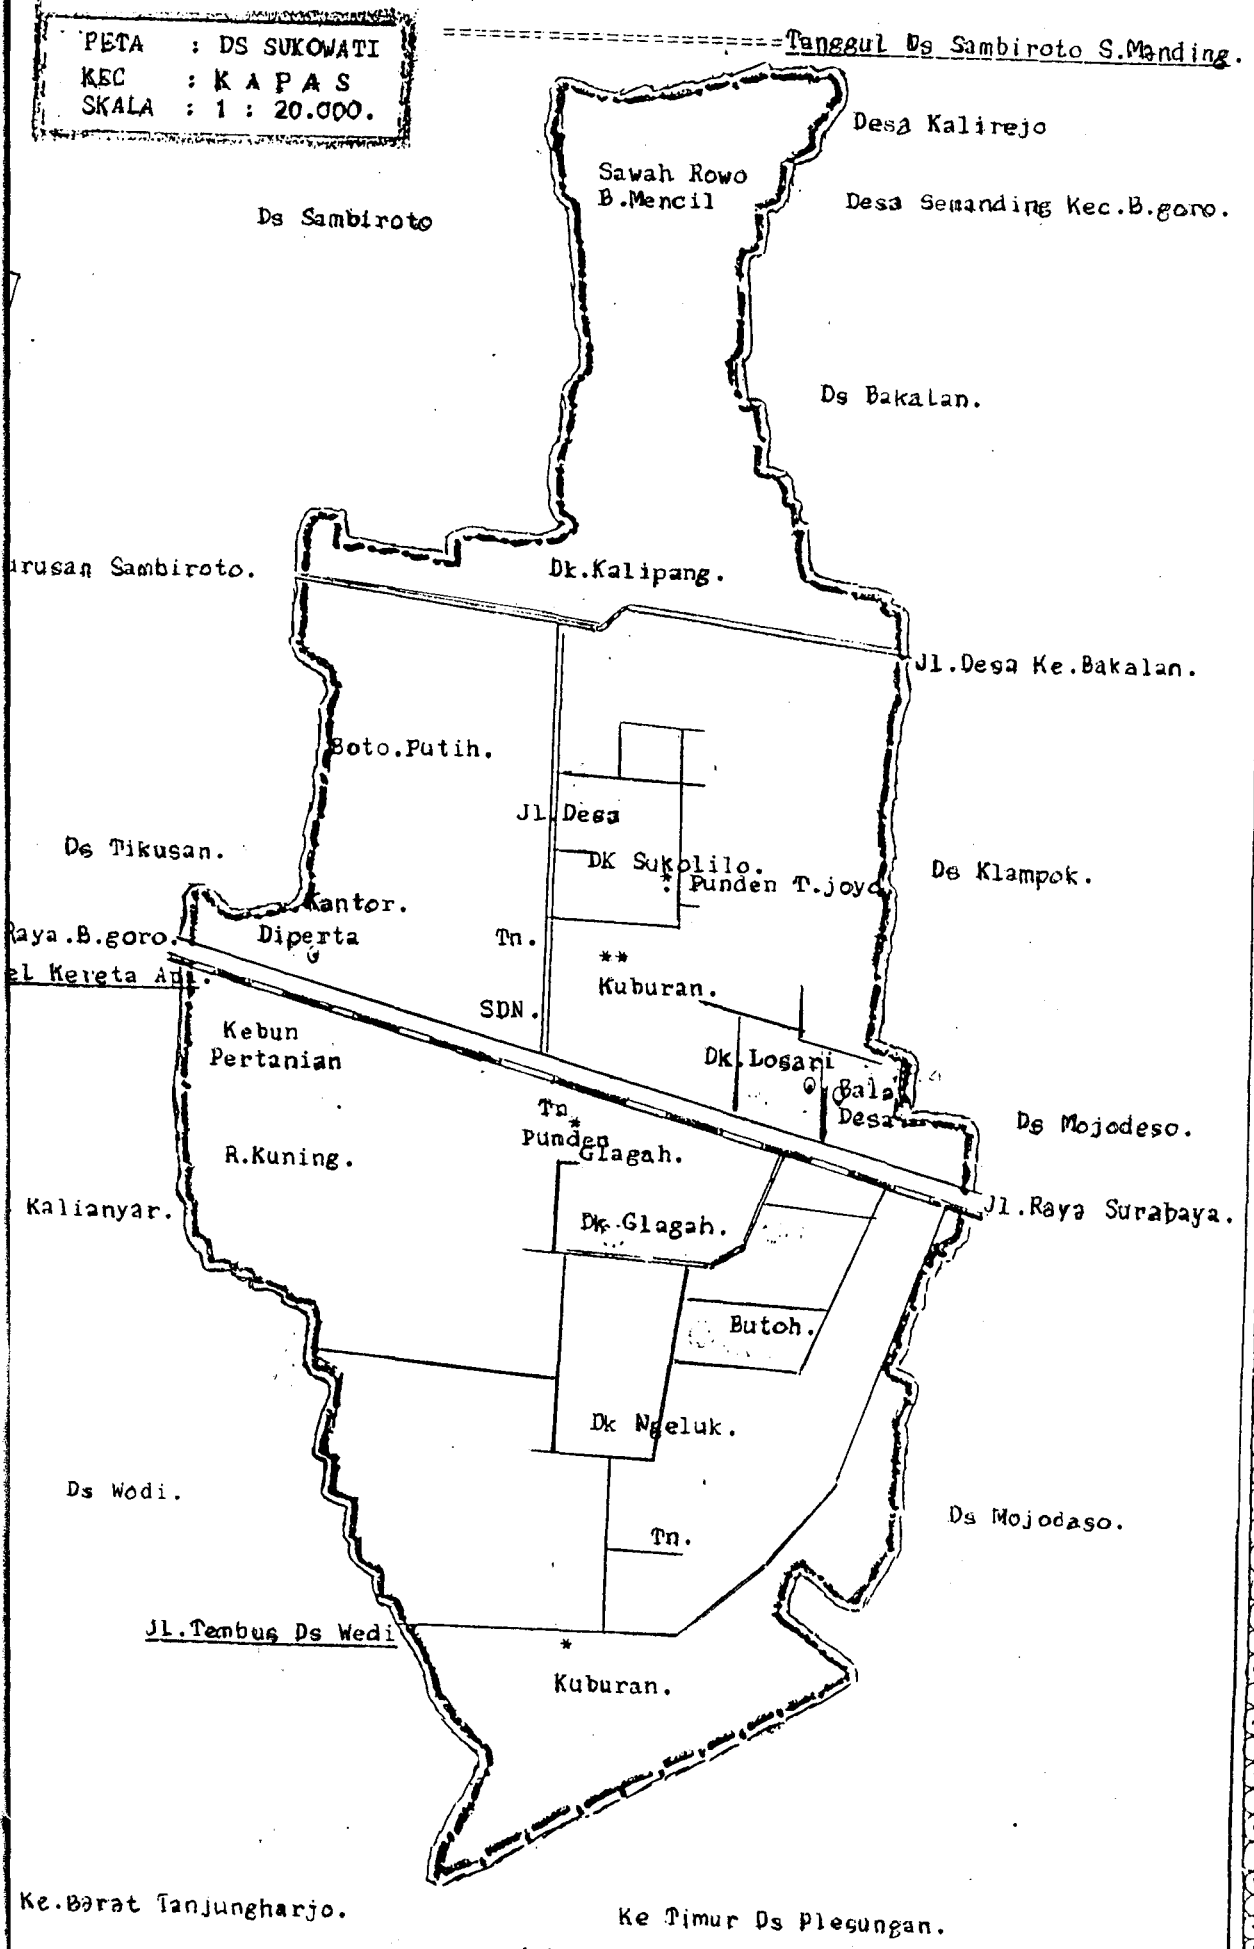 PETA : DS SUKOWATI
KEC : K A P A S
SKALA : 1 : 20.000.
Tanggul Ds Sambiroto S.Manding.
Desa Kalirejo
Sawah Rowo
B.Mencil
Desa Semanding Kec.B.goro.
Ds Sambiroto
Ds Bakalan.
Sambiroto.
Dk.Kalipang.
Jl.Desa Ke.Bakalan.
Boto.Putih.
Jl.Desa
Ds Tikusan.
DK Sukolilo.
Punden T.joyo
Ds Klampok.
Kantor.
Diperta
Raya.B.goro.
Tn.
Kereta Api.
**
Kuburan.
SDN.
Kebun
Pertanian
Dk.Losari
Balai
Desa
Tn.
Punden
Glagah.
Ds Mojodeso.
R.Kuning.
Kalianyar.
Jl.Raya Surabaya.
Dk.Glagah.
Butoh.
Dk Ngeluk.
Ds Wedi.
Ds Mojodaso.
Tn.
Jl.Tembus Ds Wedi
*
Kuburan.
Ke.Barat Tanjungharjo.
Ke Timur Ds Plesungan.